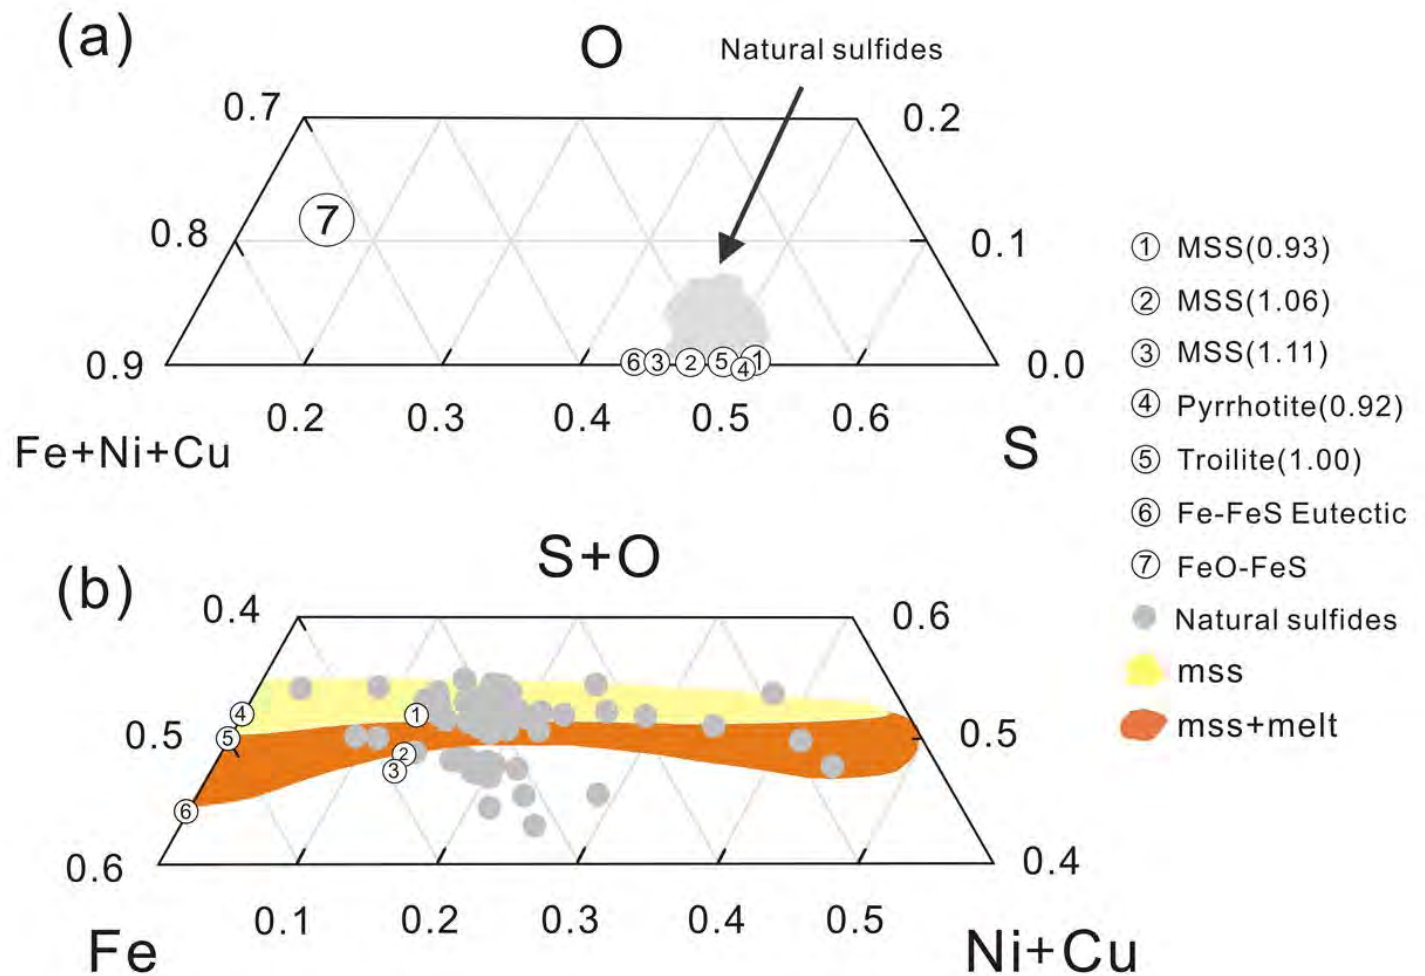 (a)
O
Natural sulfides
0.7
0.2
7
0.8
0.1
6 3 2 5 4 1
0.9
0.0
0.2 0.3 0.4 0.5 0.6
Fe+Ni+Cu
S
① MSS(0.93)
② MSS(1.06)
③ MSS(1.11)
④ Pyrrhotite(0.92)
⑤ Troilite(1.00)
⑥ Fe-FeS Eutectic
⑦ FeO-FeS
Natural sulfides
mss
mss+melt
(b)
S+O
0.4
0.6
4
1
5
0.5
0.5
2
3
6
0.6
0.4
0.1 0.2 0.3 0.4 0.5
Fe
Ni+Cu